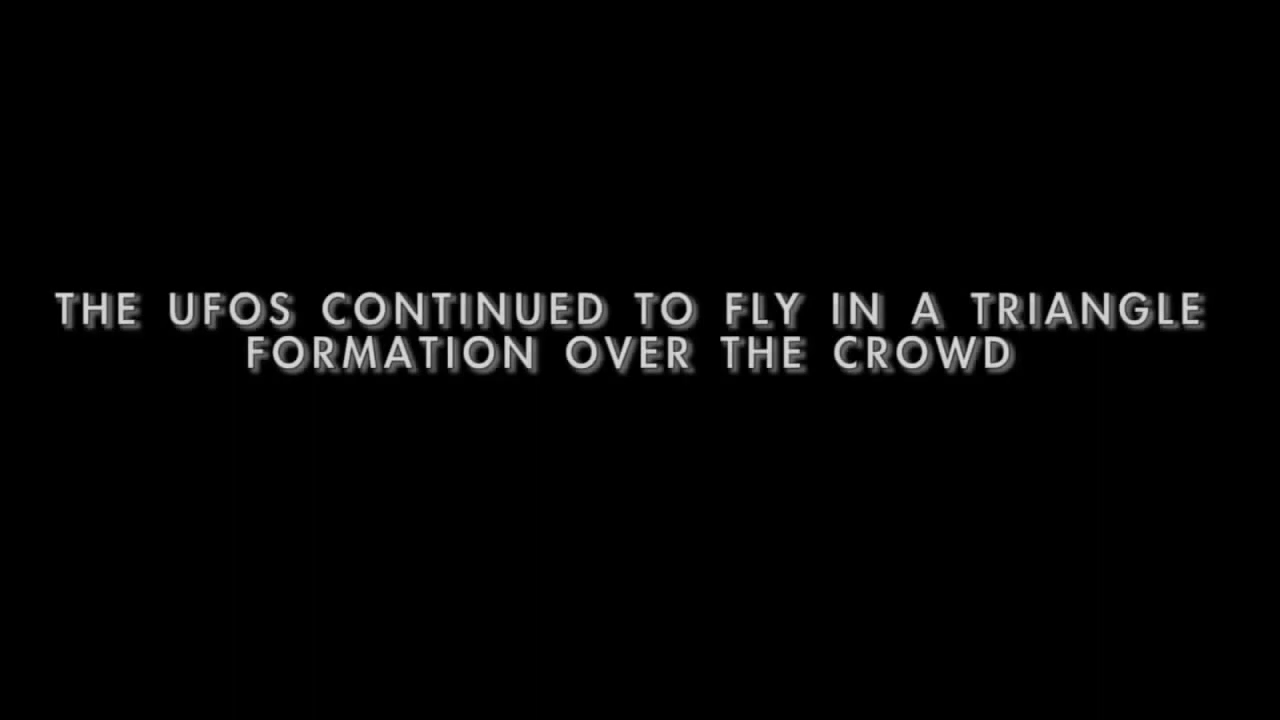 THE UFOS CONTINUED TO FLY IN A TRIANGLE
FORMATION OVER THE CROWD